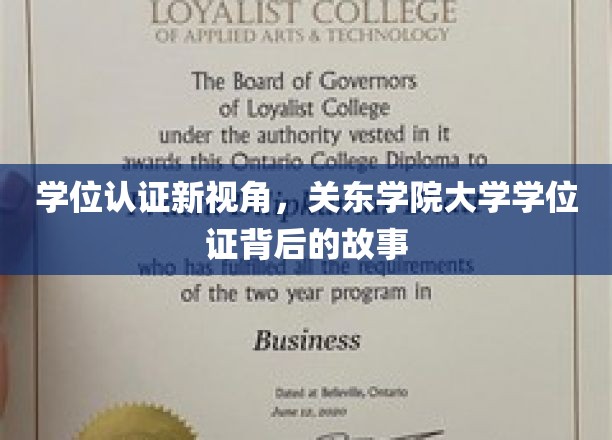 LOYALIST COLLEGE
OF APPLIED ARTS & TECHNOLOGY
The Board of Governors
of Loyalist College
under the authority vested in it
awards this Ontario College Diploma to
学位认证新视角，关东学院大学学位
证背后的故事
who has fulfilled all the requirements
of the two year program in
Business
Dated at Belleville, Ontario
June 12, 2020